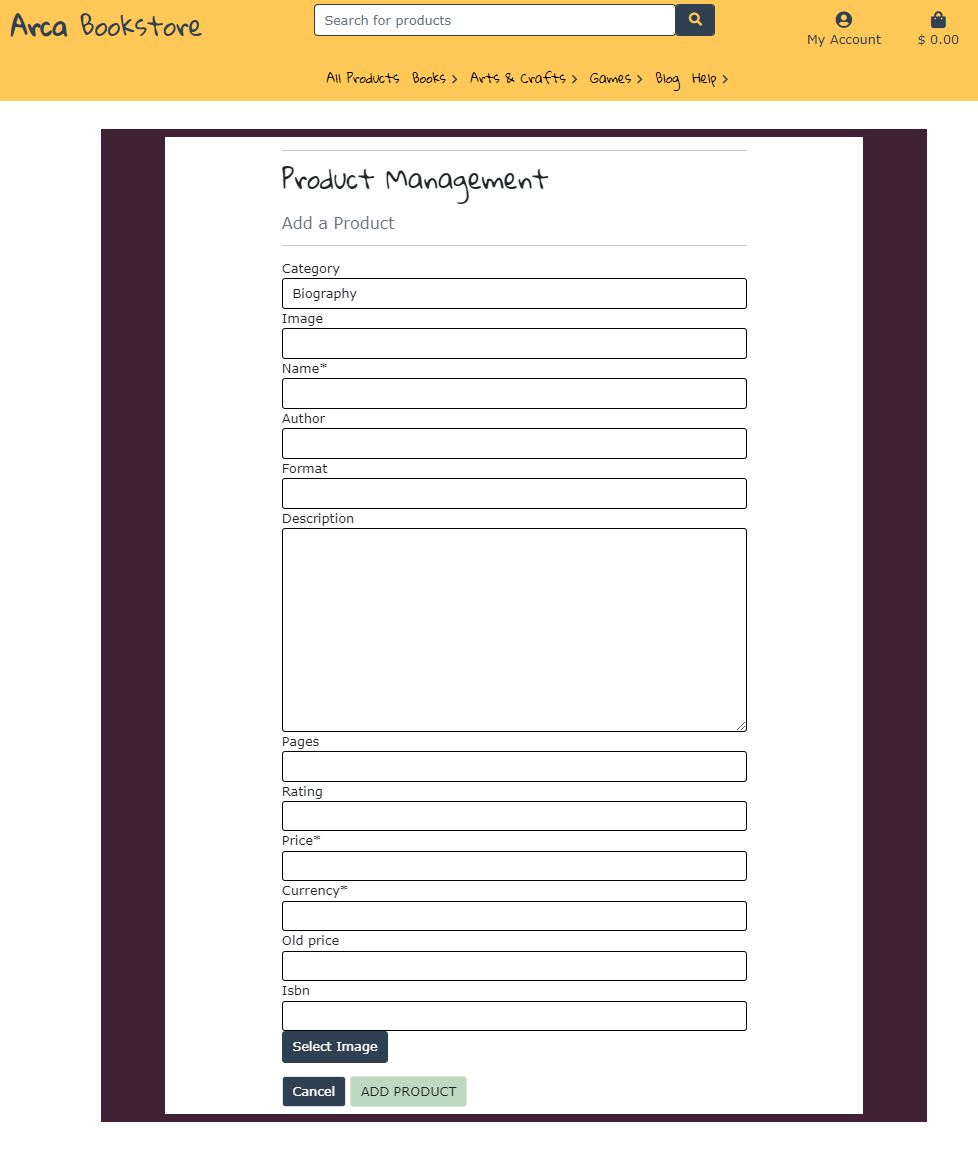 Arca Bookstore
Search for products
My Account
$ 0.00
All Products Books Arts & Crafts Games Blog Help
Product Management
Add a Product
Category
Biography
Image
Name*
Author
Format
Description
Pages
Rating
Price*
Currency*
Old price
Isbn
Select Image
Cancel ADD PRODUCT